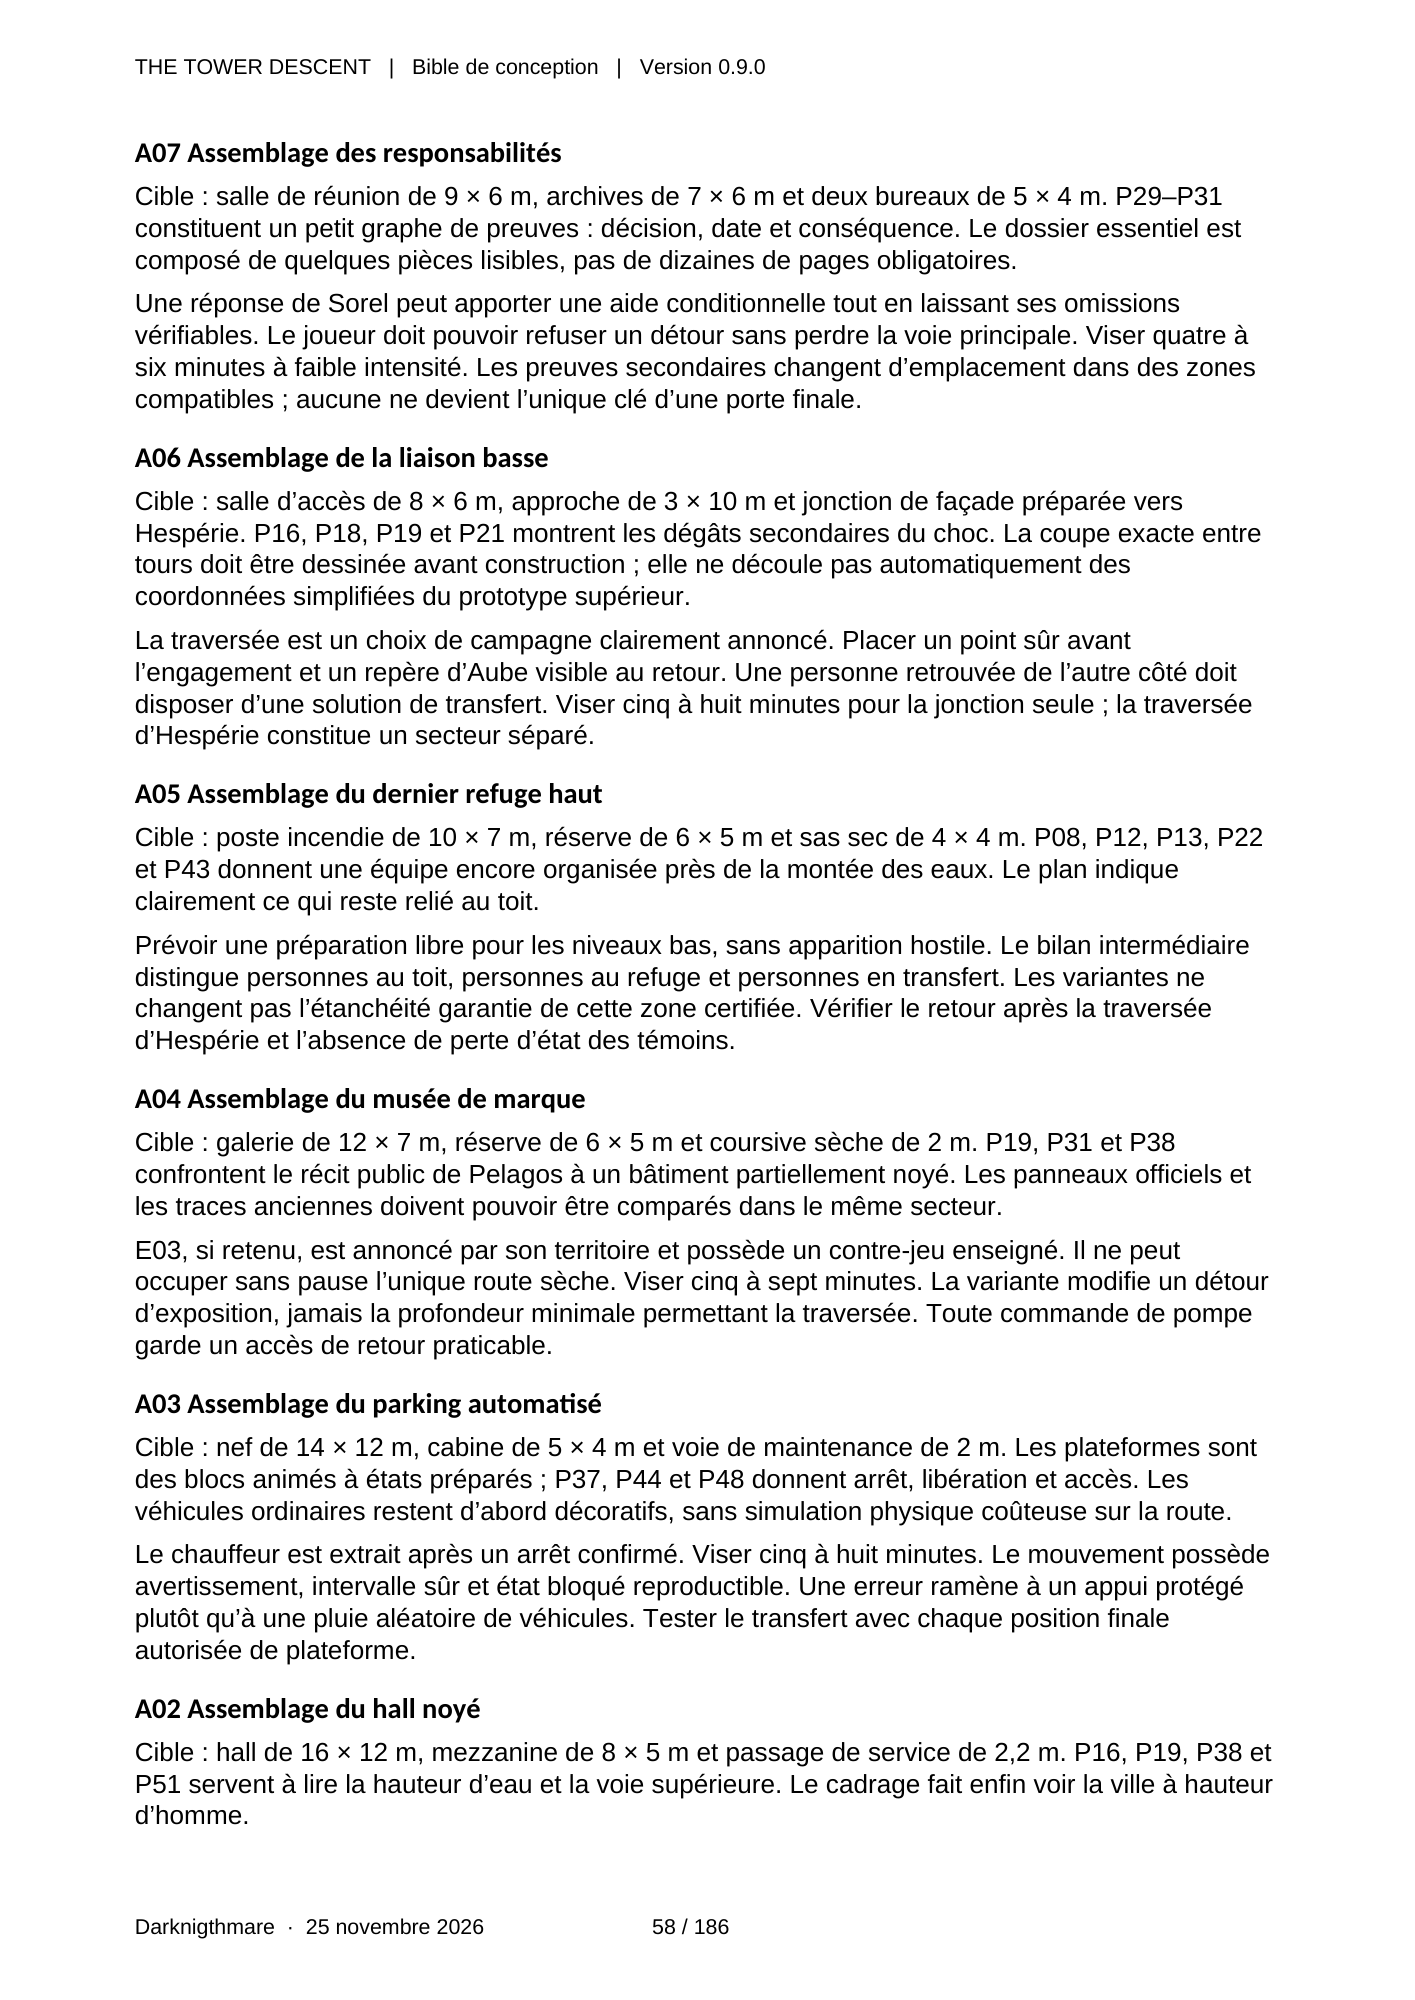 THE TOWER DESCENT | Bible de conception | Version 0.9.0
A07 Assemblage des responsabilités
Cible : salle de réunion de 9 × 6 m, archives de 7 × 6 m et deux bureaux de 5 × 4 m. P29–P31
constituent un petit graphe de preuves : décision, date et conséquence. Le dossier essentiel est
composé de quelques pièces lisibles, pas de dizaines de pages obligatoires.
Une réponse de Sorel peut apporter une aide conditionnelle tout en laissant ses omissions
vérifiables. Le joueur doit pouvoir refuser un détour sans perdre la voie principale. Viser quatre à
six minutes à faible intensité. Les preuves secondaires changent d’emplacement dans des zones
compatibles ; aucune ne devient l’unique clé d’une porte finale.
A06 Assemblage de la liaison basse
Cible : salle d’accès de 8 × 6 m, approche de 3 × 10 m et jonction de façade préparée vers
Hespérie. P16, P18, P19 et P21 montrent les dégâts secondaires du choc. La coupe exacte entre
tours doit être dessinée avant construction ; elle ne découle pas automatiquement des
coordonnées simplifiées du prototype supérieur.
La traversée est un choix de campagne clairement annoncé. Placer un point sûr avant
l’engagement et un repère d’Aube visible au retour. Une personne retrouvée de l’autre côté doit
disposer d’une solution de transfert. Viser cinq à huit minutes pour la jonction seule ; la traversée
d’Hespérie constitue un secteur séparé.
A05 Assemblage du dernier refuge haut
Cible : poste incendie de 10 × 7 m, réserve de 6 × 5 m et sas sec de 4 × 4 m. P08, P12, P13, P22
et P43 donnent une équipe encore organisée près de la montée des eaux. Le plan indique
clairement ce qui reste relié au toit.
Prévoir une préparation libre pour les niveaux bas, sans apparition hostile. Le bilan intermédiaire
distingue personnes au toit, personnes au refuge et personnes en transfert. Les variantes ne
changent pas l’étanchéité garantie de cette zone certifiée. Vérifier le retour après la traversée
d’Hespérie et l’absence de perte d’état des témoins.
A04 Assemblage du musée de marque
Cible : galerie de 12 × 7 m, réserve de 6 × 5 m et coursive sèche de 2 m. P19, P31 et P38
confrontent le récit public de Pelagos à un bâtiment partiellement noyé. Les panneaux officiels et
les traces anciennes doivent pouvoir être comparés dans le même secteur.
E03, si retenu, est annoncé par son territoire et possède un contre-jeu enseigné. Il ne peut
occuper sans pause l’unique route sèche. Viser cinq à sept minutes. La variante modifie un détour
d’exposition, jamais la profondeur minimale permettant la traversée. Toute commande de pompe
garde un accès de retour praticable.
A03 Assemblage du parking automatisé
Cible : nef de 14 × 12 m, cabine de 5 × 4 m et voie de maintenance de 2 m. Les plateformes sont
des blocs animés à états préparés ; P37, P44 et P48 donnent arrêt, libération et accès. Les
véhicules ordinaires restent d’abord décoratifs, sans simulation physique coûteuse sur la route.
Le chauffeur est extrait après un arrêt confirmé. Viser cinq à huit minutes. Le mouvement possède
avertissement, intervalle sûr et état bloqué reproductible. Une erreur ramène à un appui protégé
plutôt qu’à une pluie aléatoire de véhicules. Tester le transfert avec chaque position finale
autorisée de plateforme.
A02 Assemblage du hall noyé
Cible : hall de 16 × 12 m, mezzanine de 8 × 5 m et passage de service de 2,2 m. P16, P19, P38 et
P51 servent à lire la hauteur d’eau et la voie supérieure. Le cadrage fait enfin voir la ville à hauteur
d’homme.
Darknigthmare · 25 novembre 2026 58 / 186